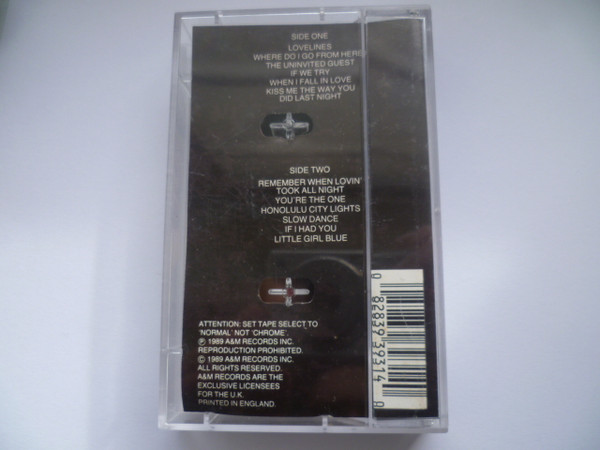 SIDE ONE
LOVELINES
WHERE DO I GO FROM HERE
THE UNINVITED GUEST
IF WE TRY
WHEN I FALL IN LOVE
KISS ME THE WAY YOU
DID LAST NIGHT
SIDE TWO
REMEMBER WHEN LOVIN'
TOOK ALL NIGHT
YOU'RE THE ONE
HONOLULU CITY LIGHTS
SLOW DANCE
IF I HAD YOU
LITTLE GIRL BLUE
ATTENTION: SET TAPE SELECT TO
'NORMAL' NOT 'CHROME'.
℗ 1989 A&M RECORDS INC.
REPRODUCTION PROHIBITED.
© 1989 A&M RECORDS INC.
ALL RIGHTS RESERVED.
A&M RECORDS ARE THE
EXCLUSIVE LICENSEES
FOR THE U.K.
PRINTED IN ENGLAND.
0 82839 39314 9